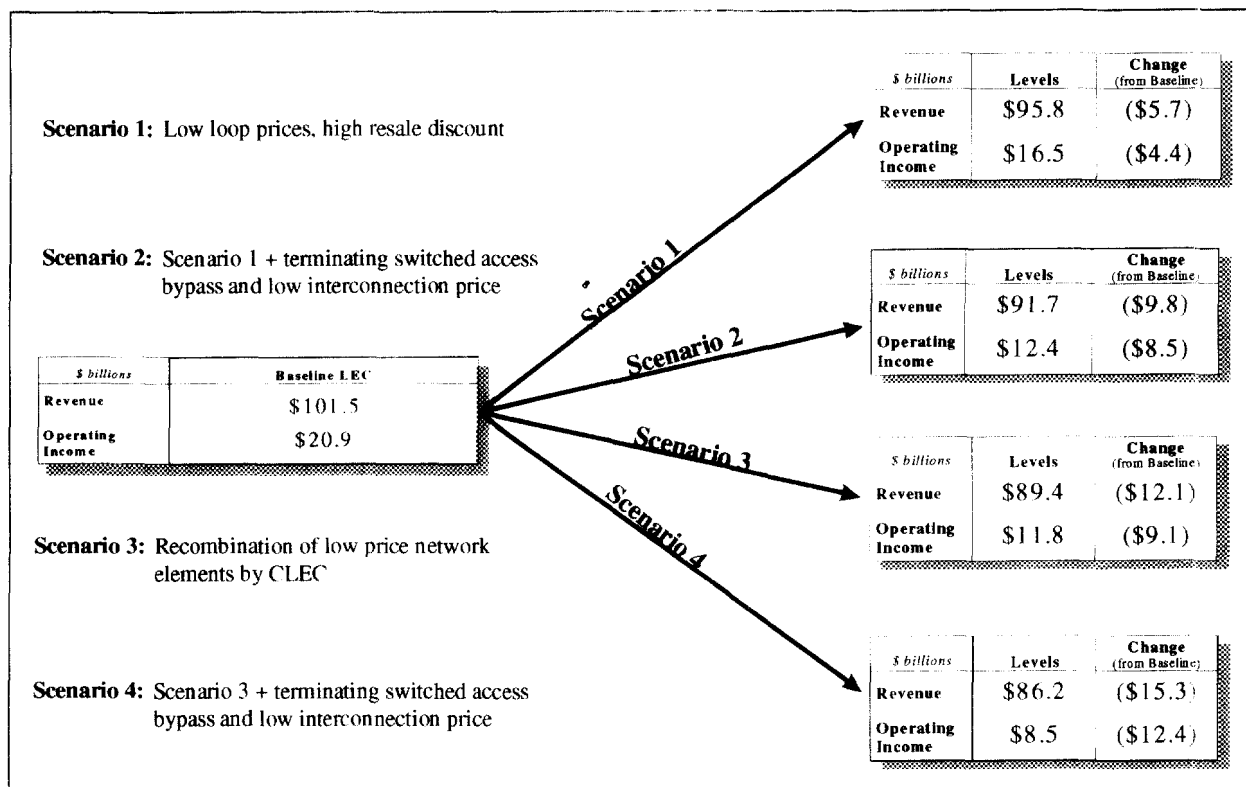 Scenario 1: Low loop prices, high resale discount
Scenario 2: Scenario 1 + terminating switched access
bypass and low interconnection price
$ billions Baseline LEC
Revenue $101.5
Operating
Income $20.9
Scenario 3: Recombination of low price network
elements by CLEC
Scenario 4: Scenario 3 + terminating switched access
bypass and low interconnection price
Scenario 1
Scenario 2
Scenario 3
Scenario 4
$ billions Levels Change
(from Baseline)
Revenue $95.8 ($5.7)
Operating
Income $16.5 ($4.4)
$ billions Levels Change
(from Baseline)
Revenue $91.7 ($9.8)
Operating
Income $12.4 ($8.5)
$ billions Levels Change
(from Baseline)
Revenue $89.4 ($12.1)
Operating
Income $11.8 ($9.1)
$ billions Levels Change
(from Baseline)
Revenue $86.2 ($15.3)
Operating
Income $8.5 ($12.4)